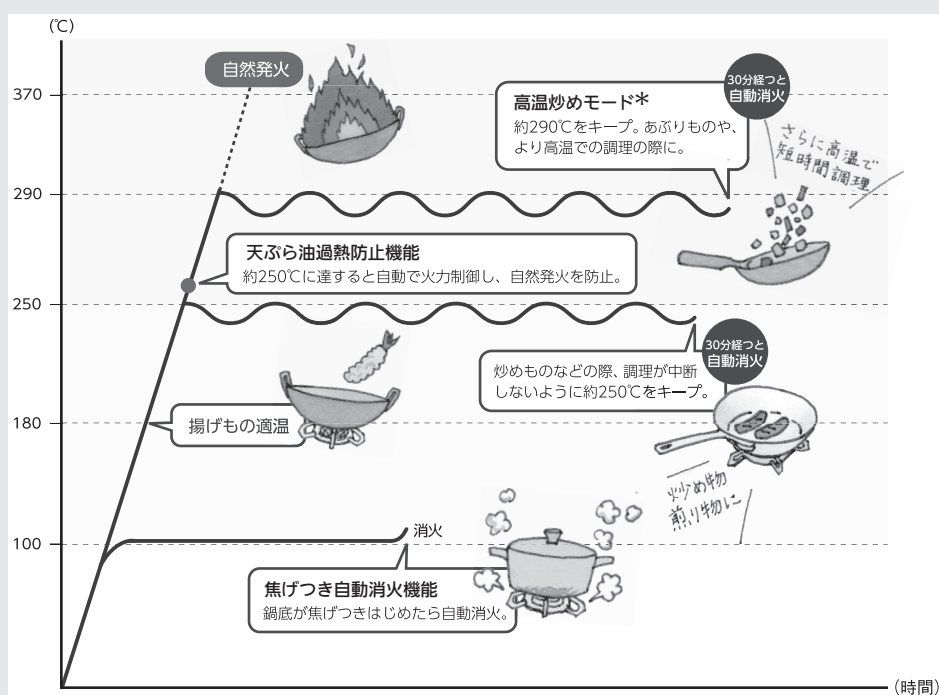 (℃)
自然発火
370
30分経つと
自動消火
高温炒めモード*
約290℃をキープ。あぶりものや、
より高温での調理の際に。
さらに高温で
短時間調理
290
天ぷら油過熱防止機能
約250℃に達すると自動で火力制御し、自然発火を防止。
250
30分経つと
自動消火
炒めものなどの際、調理が中断
しないように約250℃をキープ。
180
揚げもの適温
炒め物
煎り物に
100
消火
焦げつき自動消火機能
鍋底が焦げつきはじめたら自動消火。
(時間)